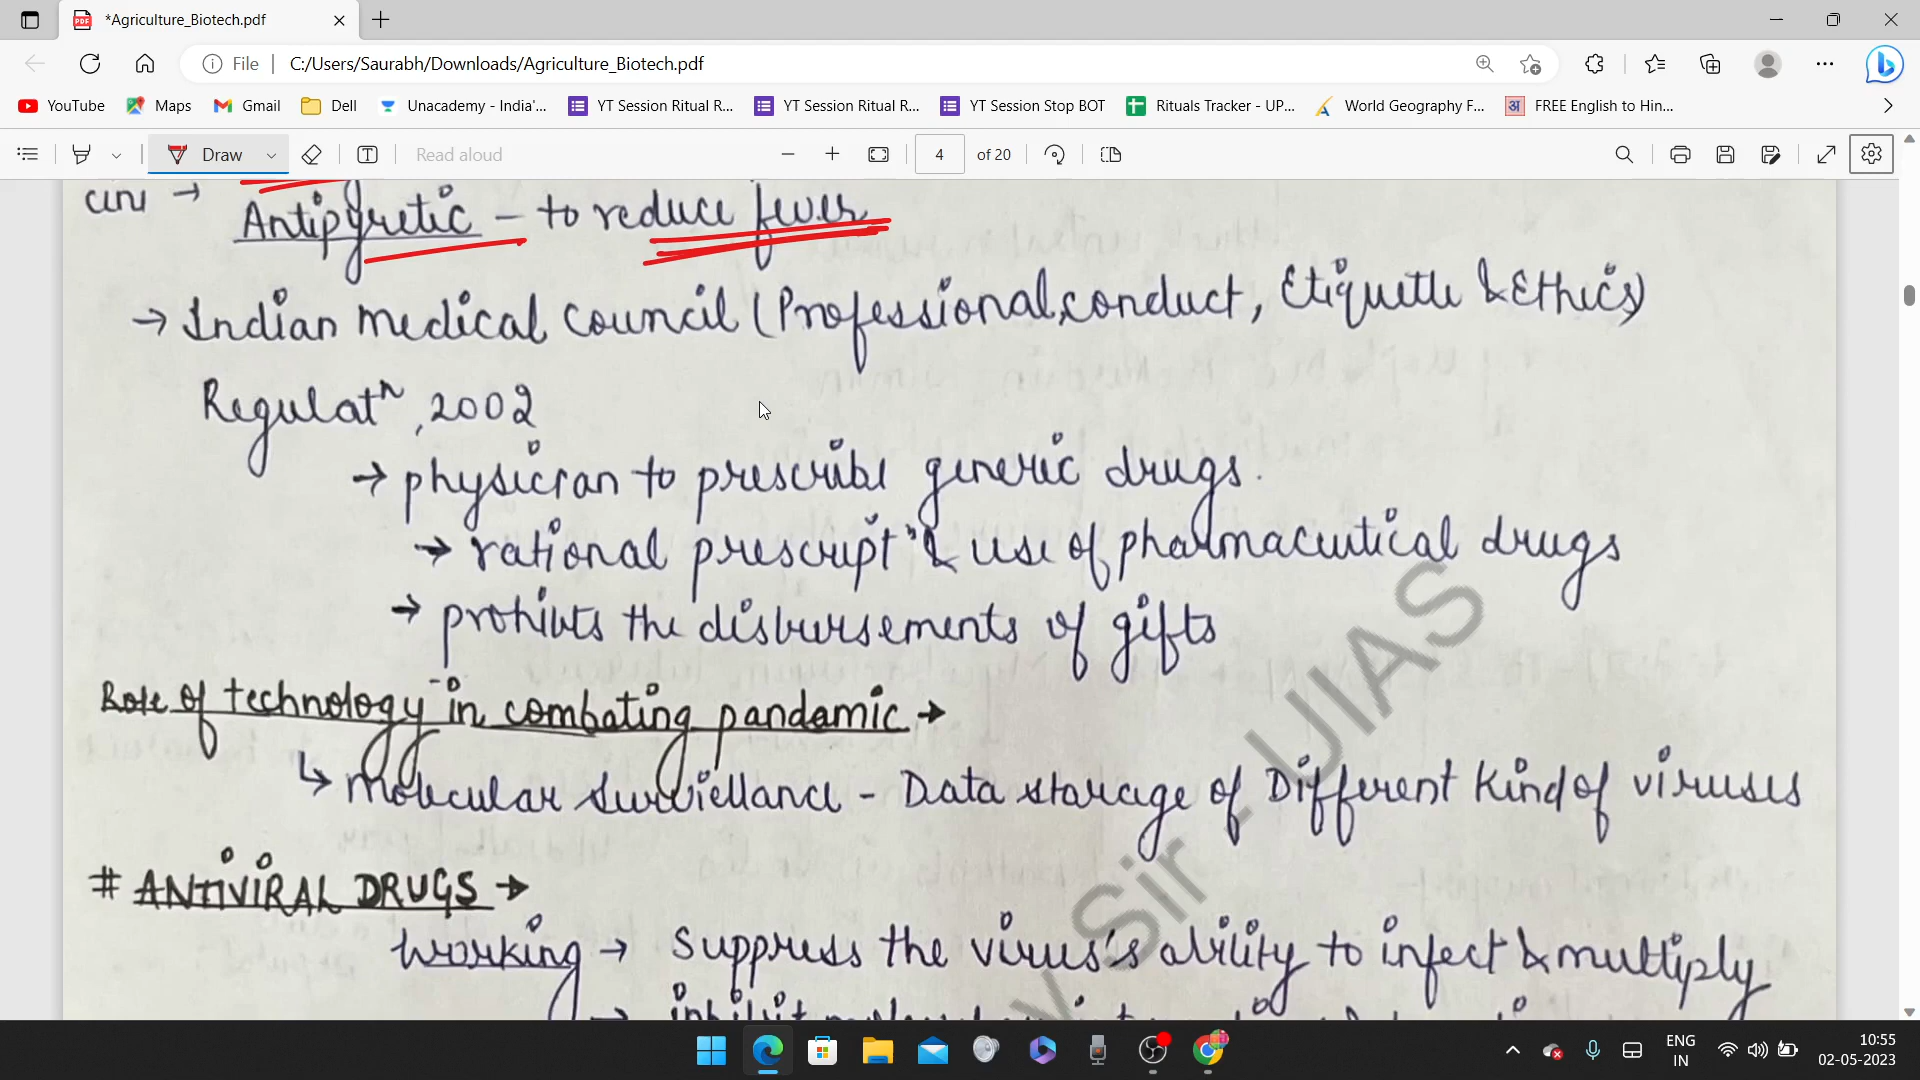 *Agriculture_Biotech.pdf
File C:/Users/Saurabh/Downloads/Agriculture_Biotech.pdf
YouTube Maps Gmail Dell Unacademy - India'... YT Session Ritual R... YT Session Ritual R... YT Session Stop BOT Rituals Tracker - UP... World Geography F... FREE English to Hin...
Draw Read aloud 4 of 20
→ Antipyretic – to reduce fever
→ Indian medical council (Professional, conduct, Etiquette & Ethics)
Regulatⁿ, 2002
→ physician to prescribe generic drugs.
→ rational prescriptⁿ & use of pharmaceutical drugs
→ prohibits the disbursements of gifts
Role of technology in combating pandamic →
↳ Molecular Surviellance - Data starage of Different Kind of viruses
# ANTIVIRAL DRUGS →
Working → Suppress the virus's ability to infect & multiply
Sir - UIAS
ENG
IN
10:55
02-05-2023